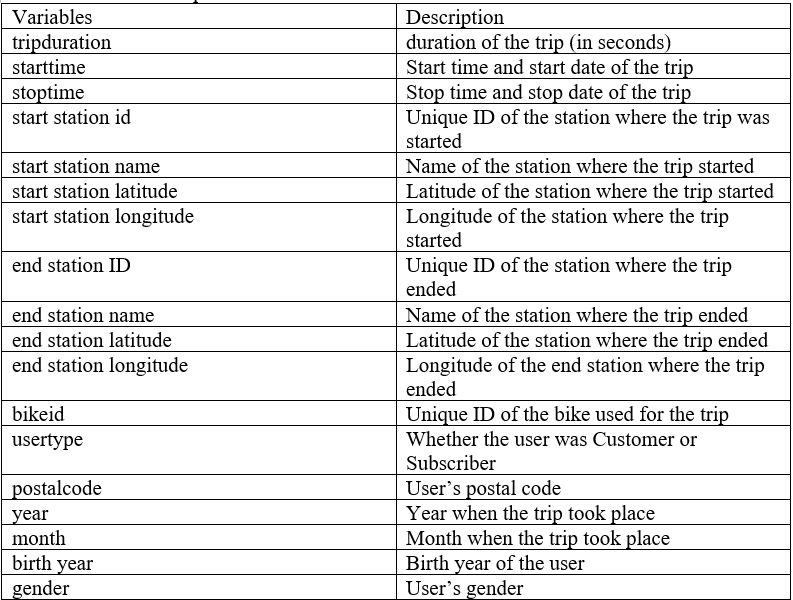 Variables Description
tripduration duration of the trip (in seconds)
starttime Start time and start date of the trip
stoptime Stop time and stop date of the trip
start station id Unique ID of the station where the trip was
started
start station name Name of the station where the trip started
start station latitude Latitude of the station where the trip started
start station longitude Longitude of the station where the trip
started
end station ID Unique ID of the station where the trip
ended
end station name Name of the station where the trip ended
end station latitude Latitude of the station where the trip ended
end station longitude Longitude of the end station where the trip
ended
bikeid Unique ID of the bike used for the trip
usertype Whether the user was Customer or
Subscriber
postalcode User’s postal code
year Year when the trip took place
month Month when the trip took place
birth year Birth year of the user
gender User’s gender